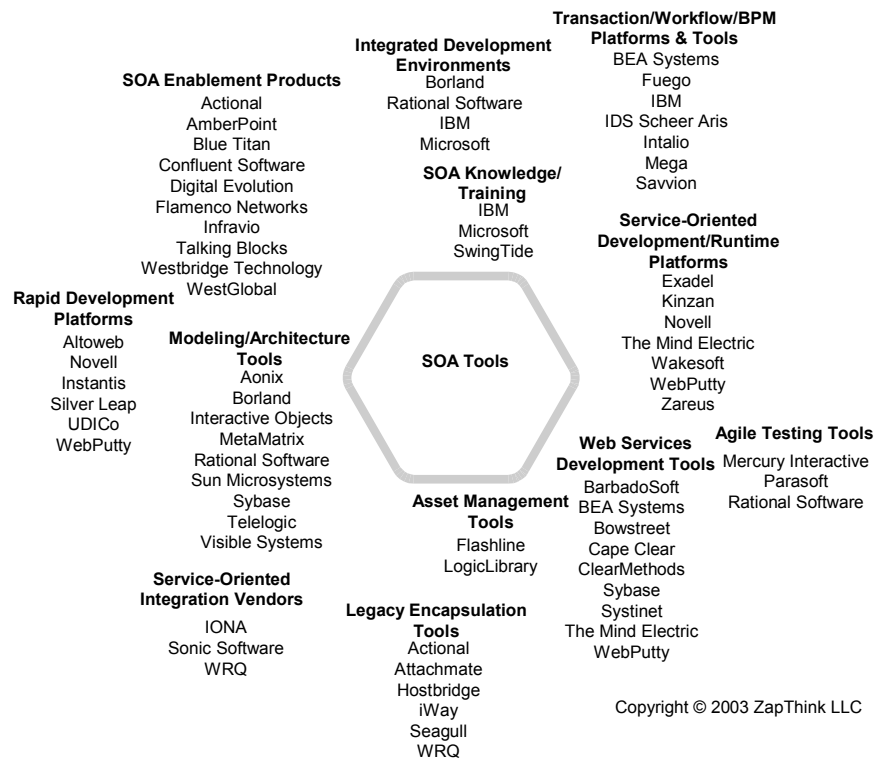 Transaction/Workflow/BPM
Platforms & Tools
BEA Systems
Fuego
IBM
IDS Scheer Aris
Intalio
Mega
Savvion
Integrated Development
Environments
Borland
Rational Software
IBM
Microsoft
SOA Enablement Products
Actional
AmberPoint
Blue Titan
Confluent Software
Digital Evolution
Flamenco Networks
Infravio
Talking Blocks
Westbridge Technology
WestGlobal
SOA Knowledge/
Training
IBM
Microsoft
SwingTide
Service-Oriented
Development/Runtime
Platforms
Exadel
Kinzan
Novell
The Mind Electric
Wakesoft
WebPutty
Zareus
Rapid Development
Platforms
Altoweb
Novell
Instantis
Silver Leap
UDICo
WebPutty
Modeling/Architecture
Tools
Aonix
Borland
Interactive Objects
MetaMatrix
Rational Software
Sun Microsystems
Sybase
Telelogic
Visible Systems
SOA Tools
Agile Testing Tools
Mercury Interactive
Parasoft
Rational Software
Web Services
Development Tools
BarbadoSoft
BEA Systems
Bowstreet
Cape Clear
ClearMethods
Sybase
Systinet
The Mind Electric
WebPutty
Asset Management
Tools
Flashline
LogicLibrary
Service-Oriented
Integration Vendors
IONA
Sonic Software
WRQ
Legacy Encapsulation
Tools
Actional
Attachmate
Hostbridge
iWay
Seagull
WRQ
Copyright © 2003 ZapThink LLC